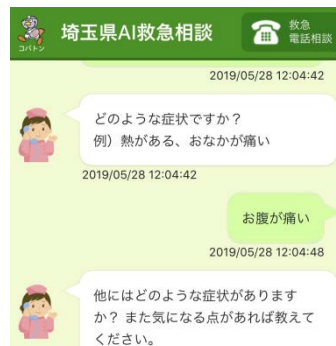 コバトン
埼玉県AI救急相談
救急
電話相談
2019/05/28 12:04:42
どのような症状ですか？
例）熱がある、おなかが痛い
2019/05/28 12:04:42
お腹が痛い
2019/05/28 12:04:48
他にはどのような症状があります
か？ また気になる点があれば教えて
ください。